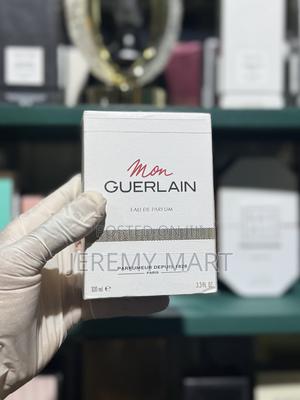 Mon
GUERLAIN
EAU DE PARFUM
POSTED ON JIJI
JEREMY MART
PARFUMEUR DEPUIS 1828
PARIS
100 ml e 3.3 Fl. OZ